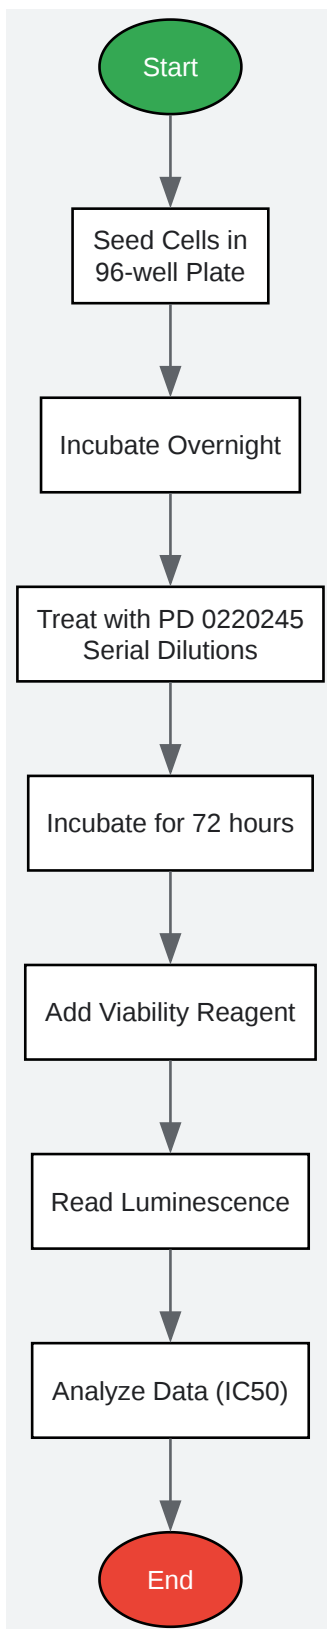 Start
Seed Cells in
96-well Plate
Incubate Overnight
Treat with PD 0220245
Serial Dilutions
Incubate for 72 hours
Add Viability Reagent
Read Luminescence
Analyze Data (IC50)
End